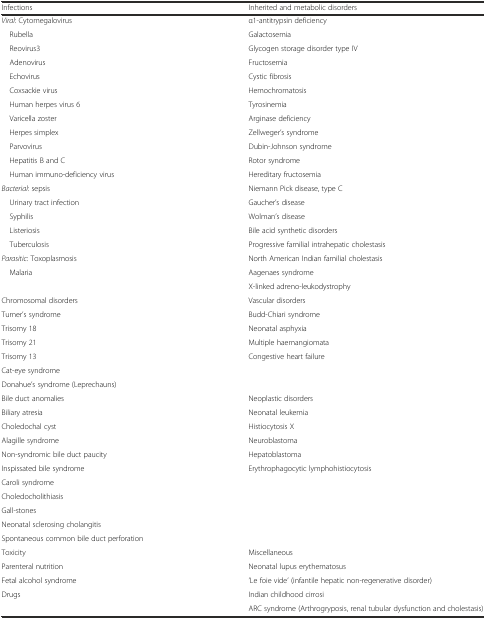 Infections Inherited and metabolic disorders
Viral: Cytomegalovirus α1-antitrypsin deficiency
Rubella Galactosemia
Reovirus3 Glycogen storage disorder type IV
Adenovirus Fructosemia
Echovirus Cystic fibrosis
Coxsackie virus Hemochromatosis
Human herpes virus 6 Tyrosinemia
Varicella zoster Arginase deficiency
Herpes simplex Zellweger's syndrome
Parvovirus Dubin-Johnson syndrome
Hepatitis B and C Rotor syndrome
Human immuno-deficiency virus Hereditary fructosemia
Bacterial: sepsis Niemann Pick disease, type C
Urinary tract infection Gaucher's disease
Syphilis Wolman's disease
Listeriosis Bile acid synthetic disorders
Tuberculosis Progressive familial intrahepatic cholestasis
Parasitic: Toxoplasmosis North American Indian familial cholestasis
Malaria Aagenaes syndrome
X-linked adreno-leukodystrophy
Chromosomal disorders Vascular disorders
Turner's syndrome Budd-Chiari syndrome
Trisomy 18 Neonatal asphyxia
Trisomy 21 Multiple haemangiomata
Trisomy 13 Congestive heart failure
Cat-eye syndrome
Donahue's syndrome (Leprechauns)
Bile duct anomalies Neoplastic disorders
Biliary atresia Neonatal leukemia
Choledochal cyst Histiocytosis X
Alagille syndrome Neuroblastoma
Non-syndromic bile duct paucity Hepatoblastoma
Inspissated bile syndrome Erythrophagocytic lymphohistiocytosis
Caroli syndrome
Choledocholithiasis
Gall-stones
Neonatal sclerosing cholangitis
Spontaneous common bile duct perforation
Toxicity Miscellaneous
Parenteral nutrition Neonatal lupus erythematosus
Fetal alcohol syndrome 'Le foie vide' (infantile hepatic non-regenerative disorder)
Drugs Indian childhood cirrosi
ARC syndrome (Arthrogryposis, renal tubular dysfunction and cholestasis)